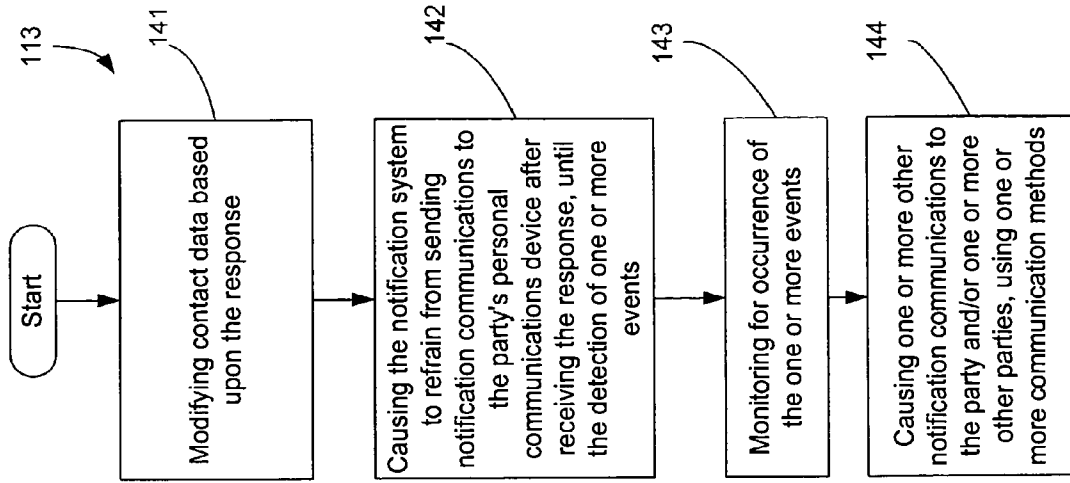 113
Start
141
Modifying contact data based
upon the response
142
Causing the notification system
to refrain from sending
notification communications to
the party's personal
communications device after
receiving the response, until
the detection of one or more
events
143
Monitoring for occurrence of
the one or more events
144
Causing one or more other
notification communications to
the party and/or one or more
other parties, using one or
more communication methods